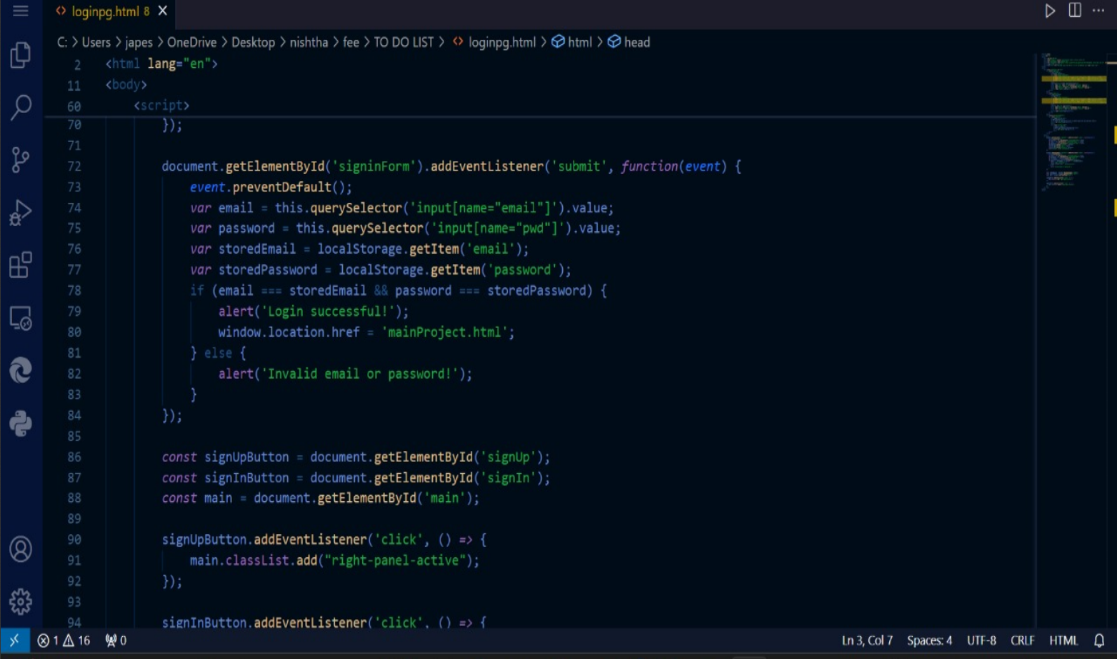 loginpg.html 8
C: > Users > japes > OneDrive > Desktop > nishtha > fee > TO DO LIST > loginpg.html > html > head
2 <html lang="en">
11 <body>
60 <script>
70 });
71
72 document.getElementById('signinForm').addEventListener('submit', function(event) {
73 event.preventDefault();
74 var email = this.querySelector('input[name="email"]').value;
75 var password = this.querySelector('input[name="pwd"]').value;
76 var storedEmail = localStorage.getItem('email');
77 var storedPassword = localStorage.getItem('password');
78 if (email === storedEmail && password === storedPassword) {
79 alert('Login successful!');
80 window.location.href = 'mainProject.html';
81 } else {
82 alert('Invalid email or password!');
83 }
84 });
85
86 const signUpButton = document.getElementById('signUp');
87 const signInButton = document.getElementById('signIn');
88 const main = document.getElementById('main');
89
90 signUpButton.addEventListener('click', () => {
91 main.classList.add("right-panel-active");
92 });
93
94 signInButton.addEventListener('click', () => {
1 16 0 Ln 3, Col 7 Spaces: 4 UTF-8 CRLF HTML